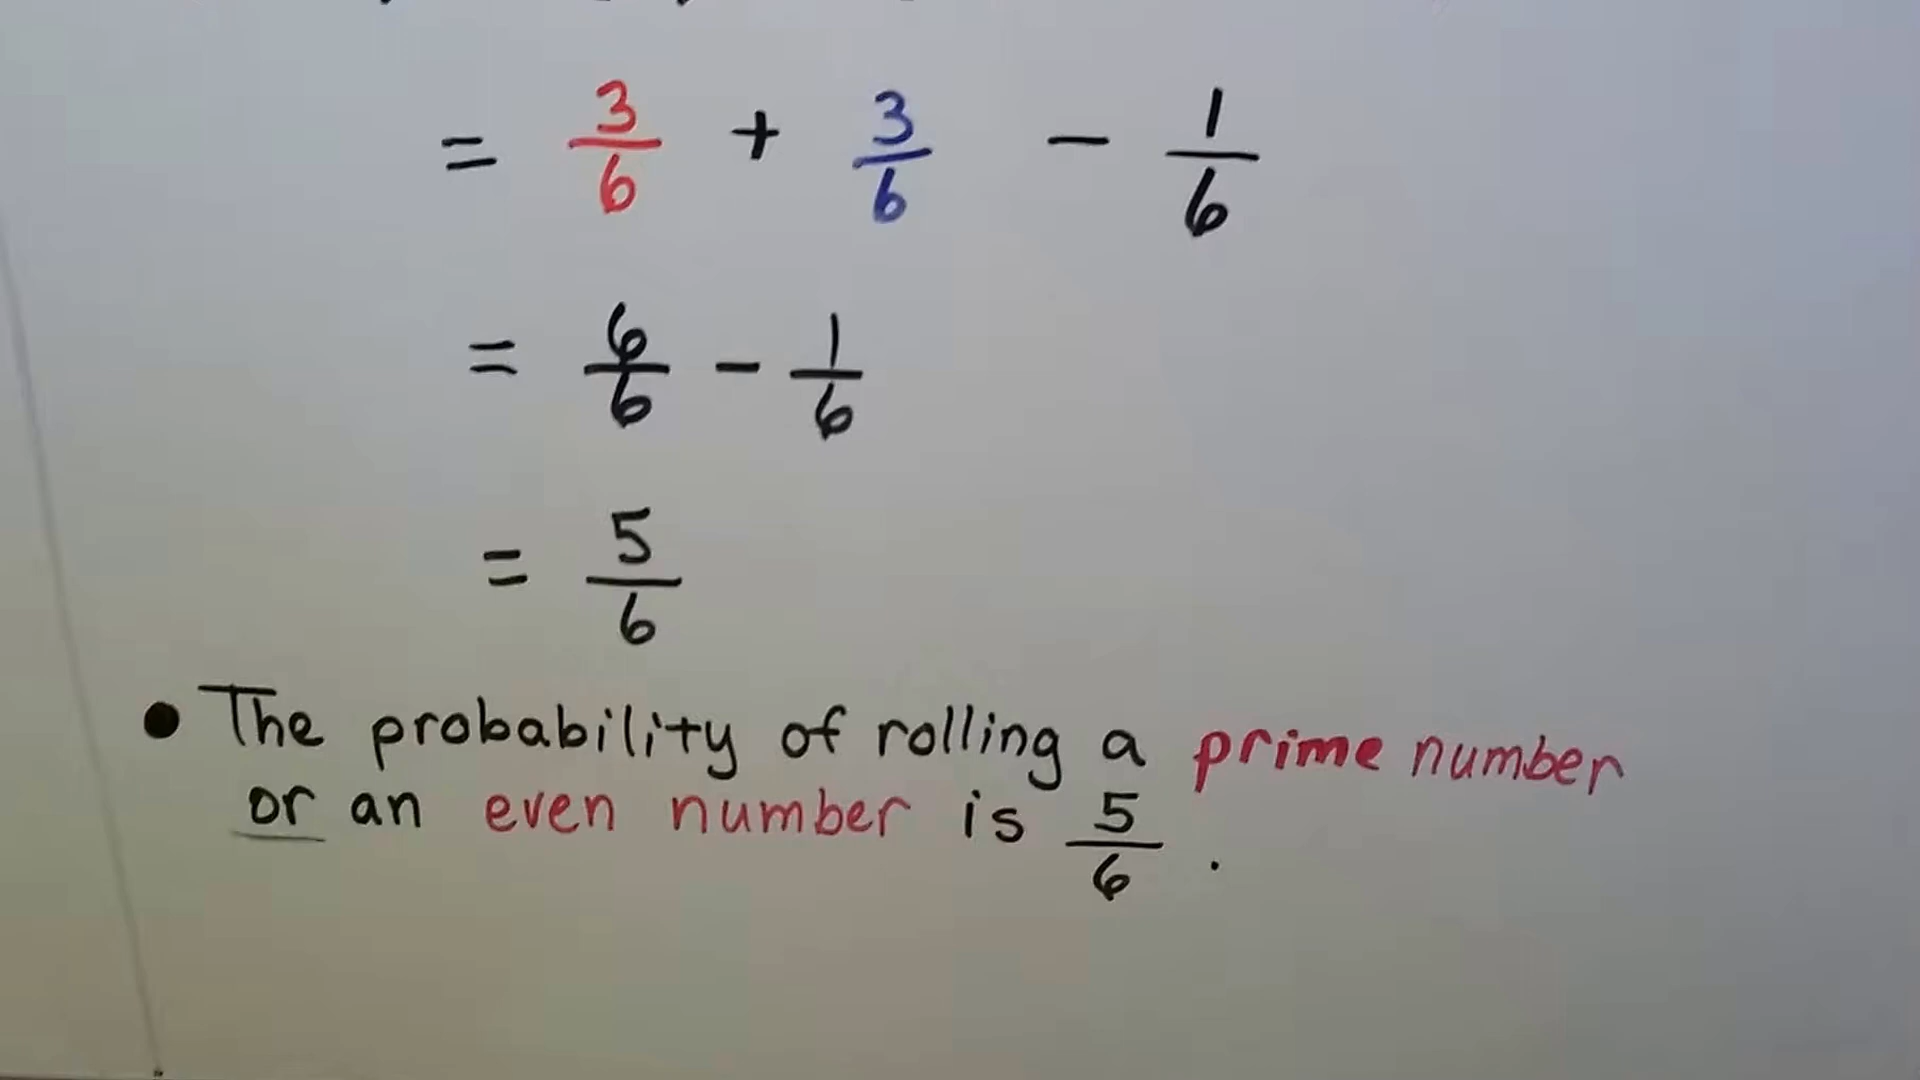 = 3/6 + 3/6 - 1/6
= 6/6 - 1/6
= 5/6
• The probability of rolling a prime number
or an even number is 5/6.